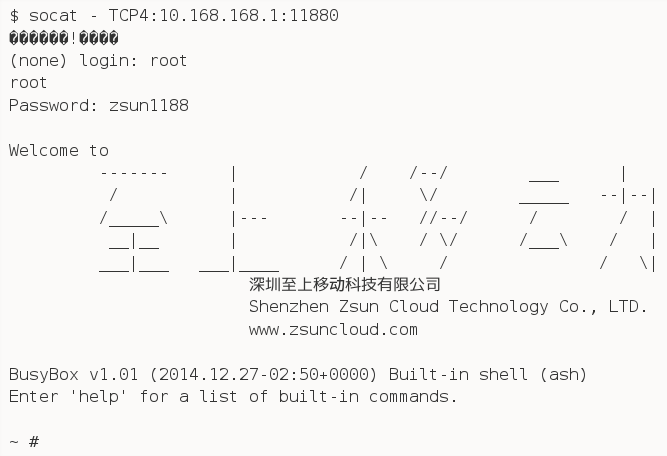 $ socat - TCP4:10.168.168.1:11880
������!����
(none) login: root
root
Password: zsun1188
Welcome to
-------      |            /    /--/        ___      |
 /           |           /|     \/        _____   --|--|
/_____\      |---       --|--   //--/      /        /  |
 __|__       |           /|\    / \/      /___\    /   |
___|___   ___|____      / | \     /               /   \|
深圳至上移动科技有限公司
Shenzhen Zsun Cloud Technology Co., LTD.
www.zsuncloud.com
BusyBox v1.01 (2014.12.27-02:50+0000) Built-in shell (ash)
Enter 'help' for a list of built-in commands.
~ #